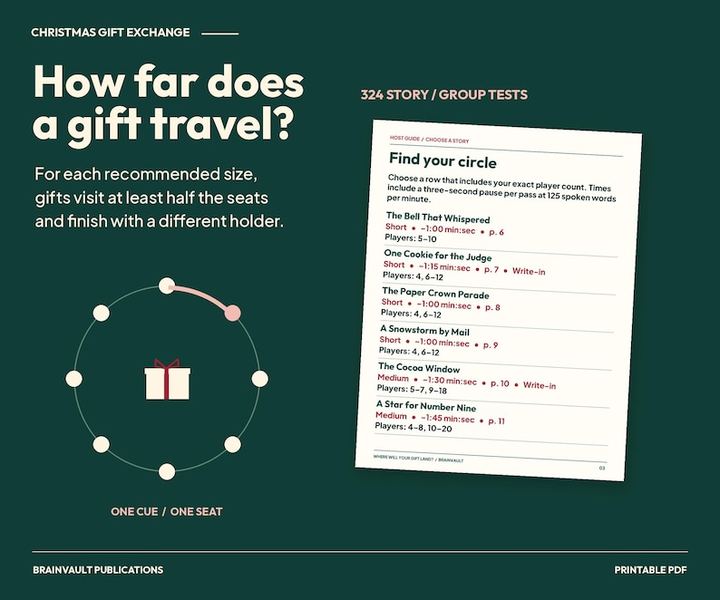 CHRISTMAS GIFT EXCHANGE
How far does
a gift travel?
For each recommended size,
gifts visit at least half the seats
and finish with a different holder.
ONE CUE / ONE SEAT
324 STORY / GROUP TESTS
HOST GUIDE / CHOOSE A STORY
Find your circle
Choose a row that includes your exact player count. Times
include a three-second pause per pass at 125 spoken words
per minute.
The Bell That Whispered
Short • ~1:00 min:sec • p. 6
Players: 5–10
One Cookie for the Judge
Short • ~1:15 min:sec • p. 7 • Write-in
Players: 4, 6–12
The Paper Crown Parade
Short • ~1:00 min:sec • p. 8
Players: 4, 6–12
A Snowstorm by Mail
Short • ~1:00 min:sec • p. 9
Players: 4, 6–12
The Cocoa Window
Medium • ~1:30 min:sec • p. 10 • Write-in
Players: 5–7, 9–18
A Star for Number Nine
Medium • ~1:45 min:sec • p. 11
Players: 4–8, 10–20
WHERE WILL YOUR GIFT LAND? / BRAINVAULT
03
BRAINVAULT PUBLICATIONS
PRINTABLE PDF